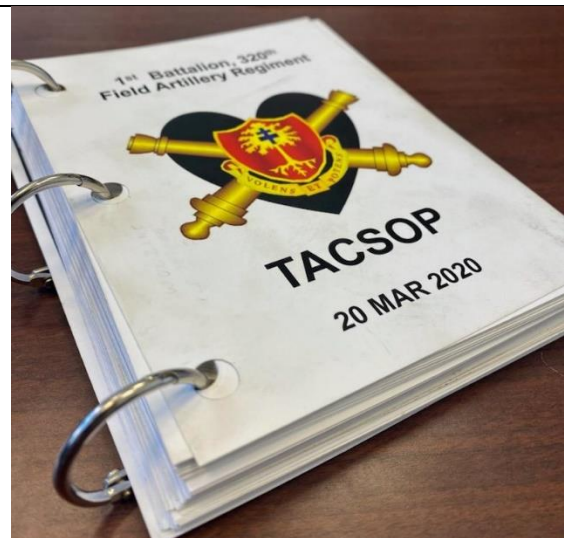 1st Battalion, 320th
Field Artillery Regiment
VOLENS ET POTENS
TACSOP
20 MAR 2020